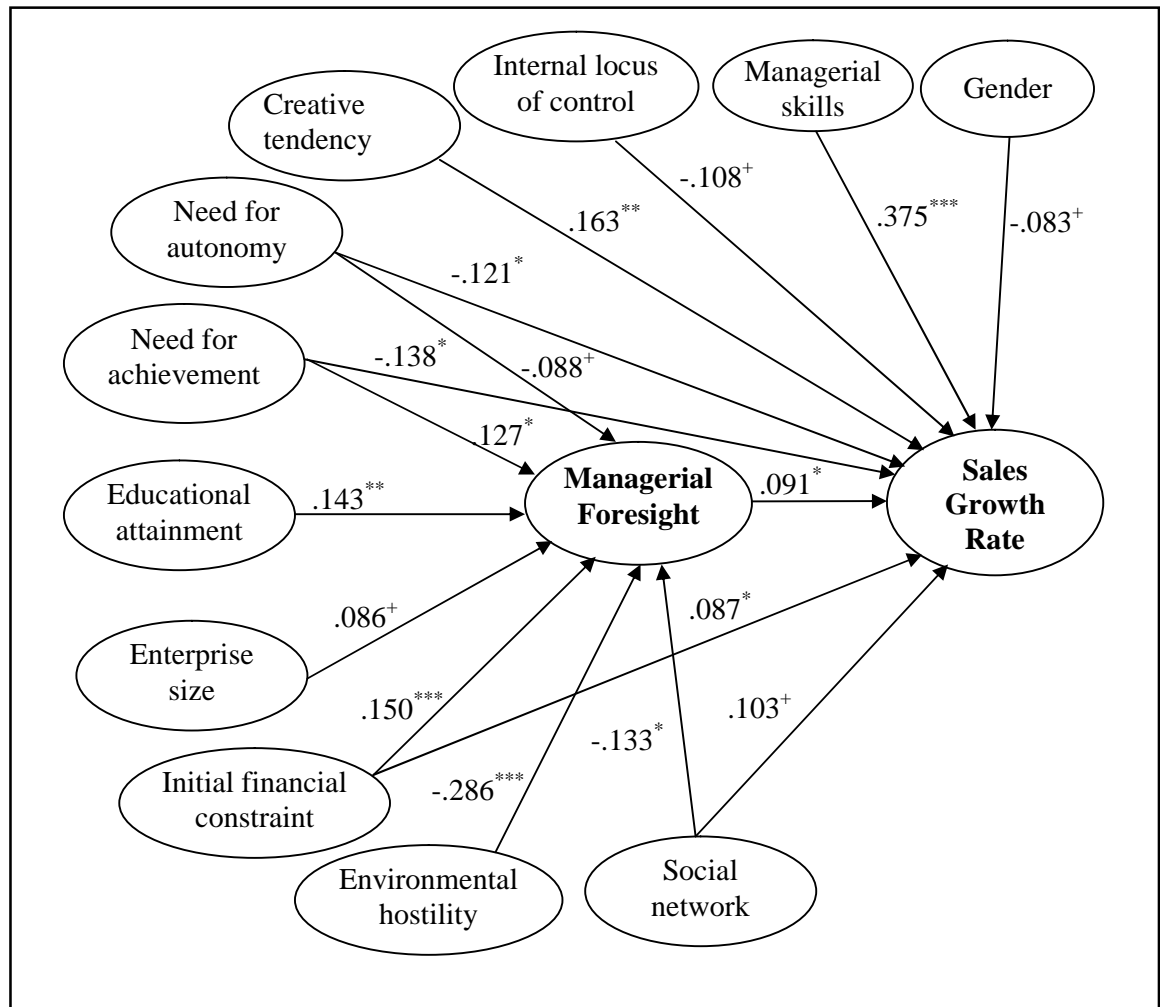 Internal locus
of control
Managerial
skills
Gender
Creative
tendency
Need for
autonomy
Need for
achievement
Educational
attainment
Enterprise
size
Initial financial
constraint
Environmental
hostility
Social
network
Managerial
Foresight
Sales
Growth
Rate
-.108+
.375***
-.083+
.163**
-.121*
-.138*
-.088+
.127*
.143**
.091*
.086+
.087*
.150***
-.133*
.103+
-.286***